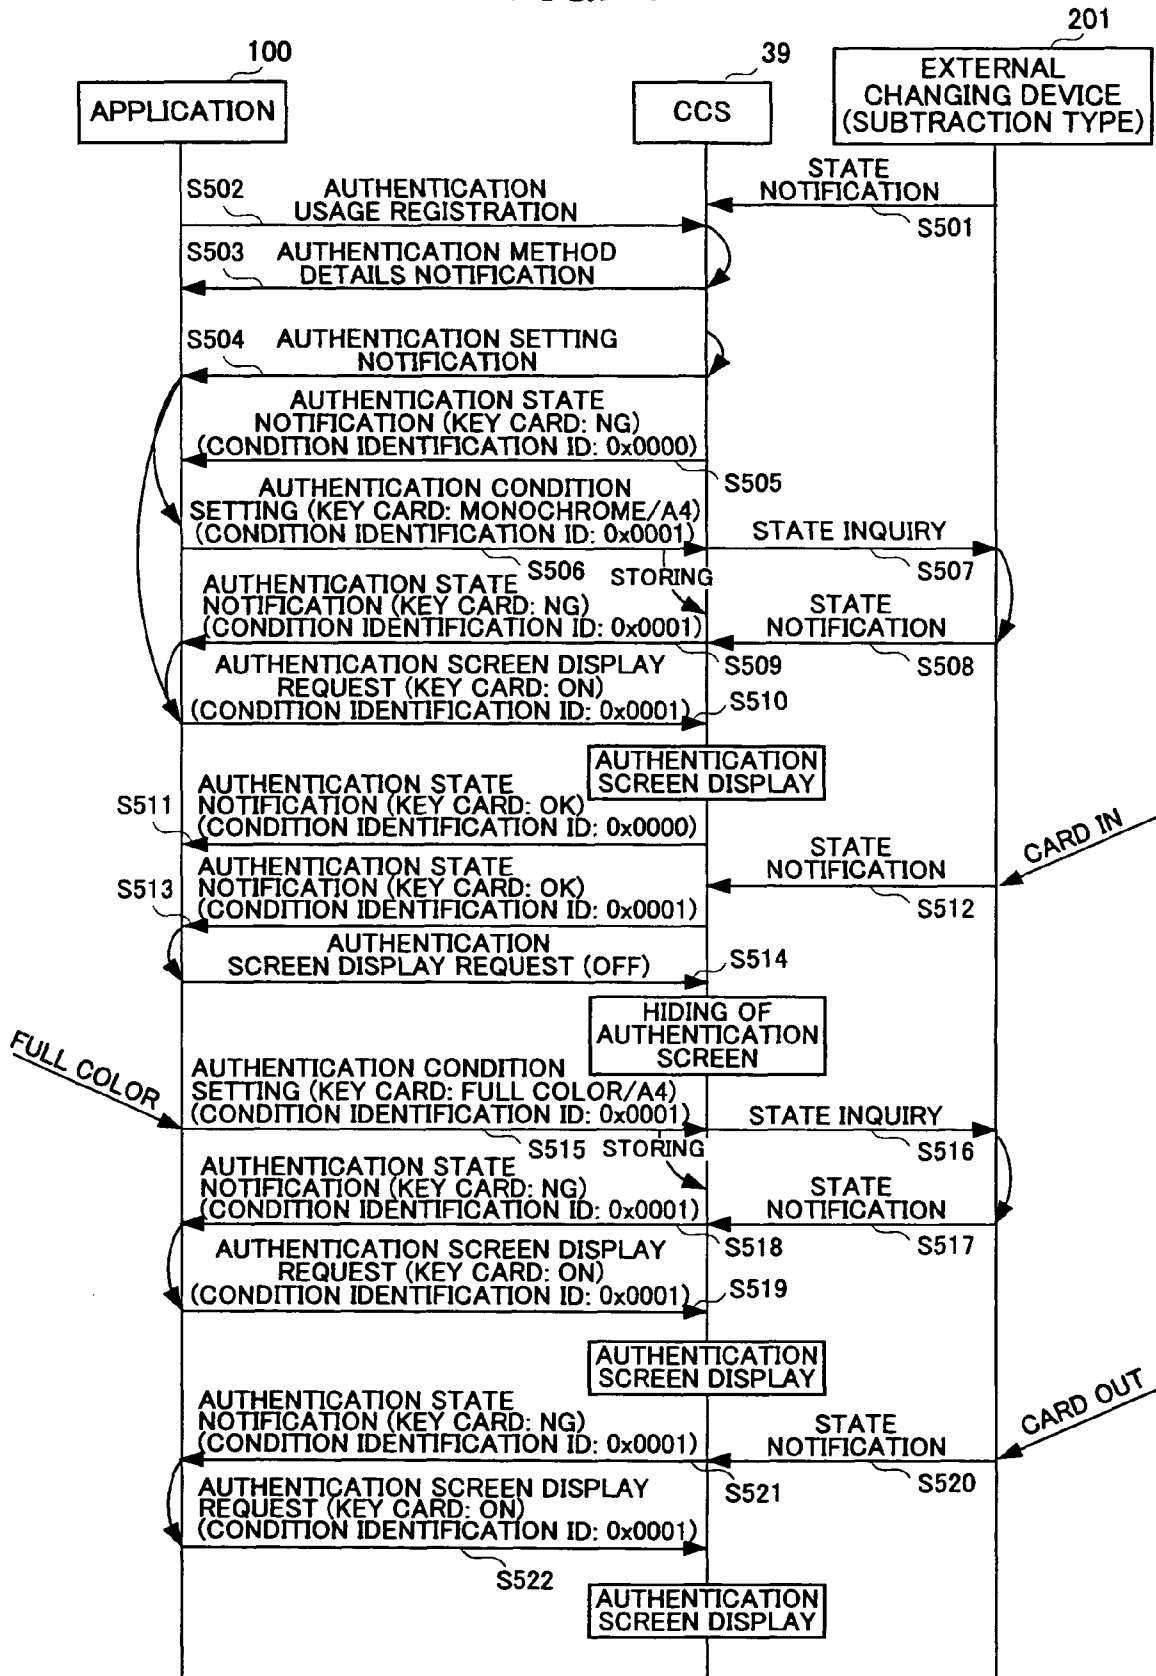 100
39
201
APPLICATION
CCS
EXTERNAL
CHANGING DEVICE
(SUBTRACTION TYPE)
STATE
NOTIFICATION
S501
S502
AUTHENTICATION
USAGE REGISTRATION
S503
AUTHENTICATION METHOD
DETAILS NOTIFICATION
S504
AUTHENTICATION SETTING
NOTIFICATION
AUTHENTICATION STATE
NOTIFICATION (KEY CARD: NG)
(CONDITION IDENTIFICATION ID: 0x0000)
S505
AUTHENTICATION CONDITION
SETTING (KEY CARD: MONOCHROME/A4)
(CONDITION IDENTIFICATION ID: 0x0001)
S506
STORING
STATE INQUIRY
S507
AUTHENTICATION STATE
NOTIFICATION (KEY CARD: NG)
(CONDITION IDENTIFICATION ID: 0x0001)
S509
STATE
NOTIFICATION
S508
AUTHENTICATION SCREEN DISPLAY
REQUEST (KEY CARD: ON)
(CONDITION IDENTIFICATION ID: 0x0001)
S510
AUTHENTICATION
SCREEN DISPLAY
S511
AUTHENTICATION STATE
NOTIFICATION (KEY CARD: OK)
(CONDITION IDENTIFICATION ID: 0x0000)
CARD IN
STATE
NOTIFICATION
S512
S513
AUTHENTICATION STATE
NOTIFICATION (KEY CARD: OK)
(CONDITION IDENTIFICATION ID: 0x0001)
AUTHENTICATION
SCREEN DISPLAY REQUEST (OFF)
S514
HIDING OF
AUTHENTICATION
SCREEN
FULL COLOR
AUTHENTICATION CONDITION
SETTING (KEY CARD: FULL COLOR/A4)
(CONDITION IDENTIFICATION ID: 0x0001)
S515
STORING
STATE INQUIRY
S516
AUTHENTICATION STATE
NOTIFICATION (KEY CARD: NG)
(CONDITION IDENTIFICATION ID: 0x0001)
S518
STATE
NOTIFICATION
S517
AUTHENTICATION SCREEN DISPLAY
REQUEST (KEY CARD: ON)
(CONDITION IDENTIFICATION ID: 0x0001)
S519
AUTHENTICATION
SCREEN DISPLAY
CARD OUT
AUTHENTICATION STATE
NOTIFICATION (KEY CARD: NG)
(CONDITION IDENTIFICATION ID: 0x0001)
S521
STATE
NOTIFICATION
S520
AUTHENTICATION SCREEN DISPLAY
REQUEST (KEY CARD: ON)
(CONDITION IDENTIFICATION ID: 0x0001)
S522
AUTHENTICATION
SCREEN DISPLAY